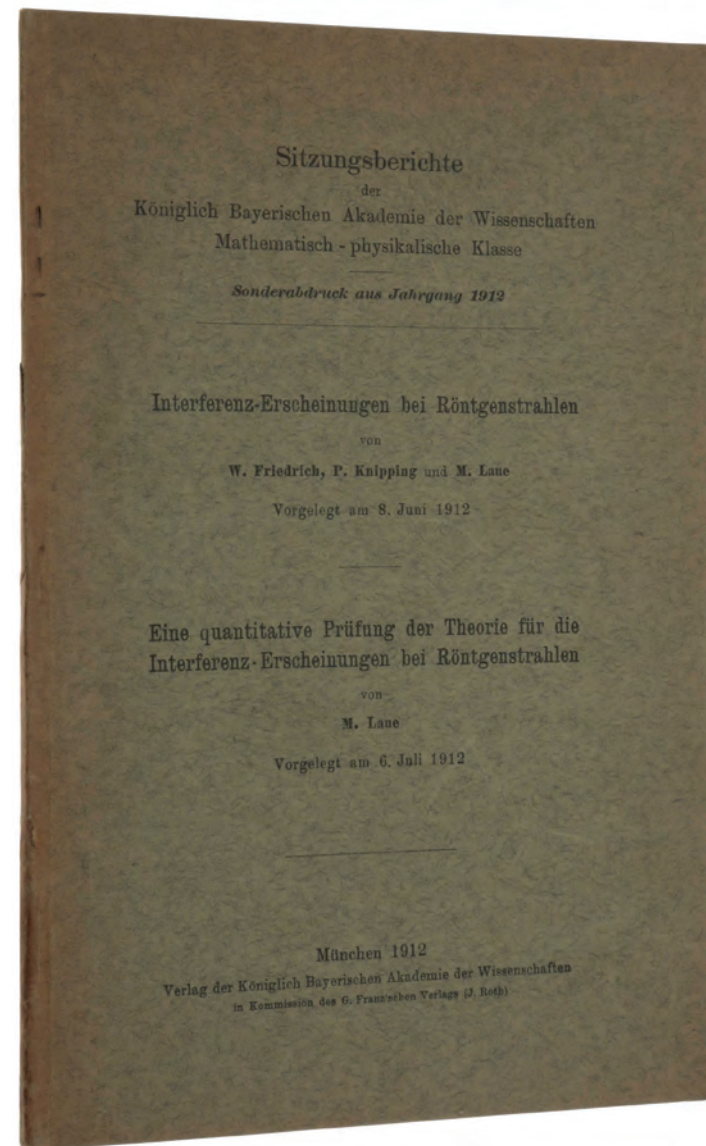 Sitzungsberichte
der
Königlich Bayerischen Akademie der Wissenschaften
Mathematisch - physikalische Klasse
Sonderabdruck aus Jahrgang 1912
Interferenz-Erscheinungen bei Röntgenstrahlen
von
W. Friedrich, P. Knipping und M. Laue
Vorgelegt am 8. Juni 1912
Eine quantitative Prüfung der Theorie für die
Interferenz-Erscheinungen bei Röntgenstrahlen
von
M. Laue
Vorgelegt am 6. Juli 1912
München 1912
Verlag der Königlich Bayerischen Akademie der Wissenschaften
in Kommission des G. Franz'schen Verlags (J. Roth)